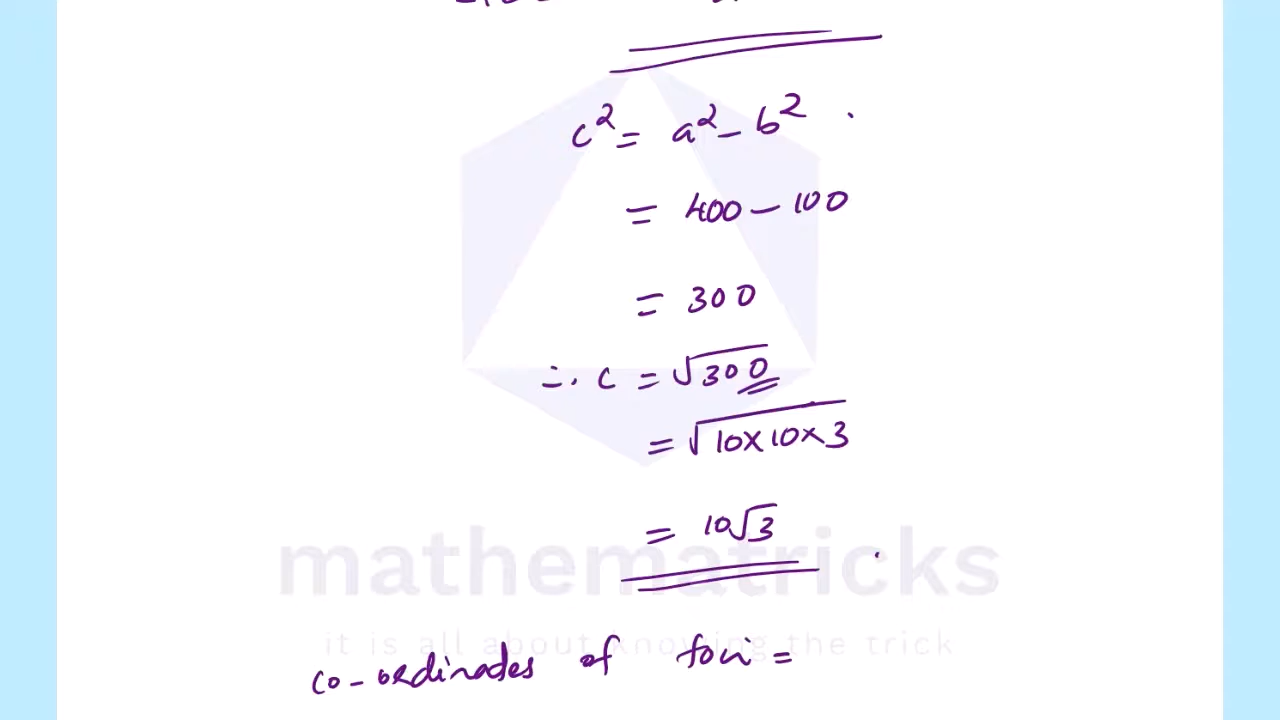 c² = a² - b²
= 400 - 100
= 300
∴ c = √300
= √10×10×3
= 10√3
mathematricks
it is all about knowing the trick
co-ordinates of foci =